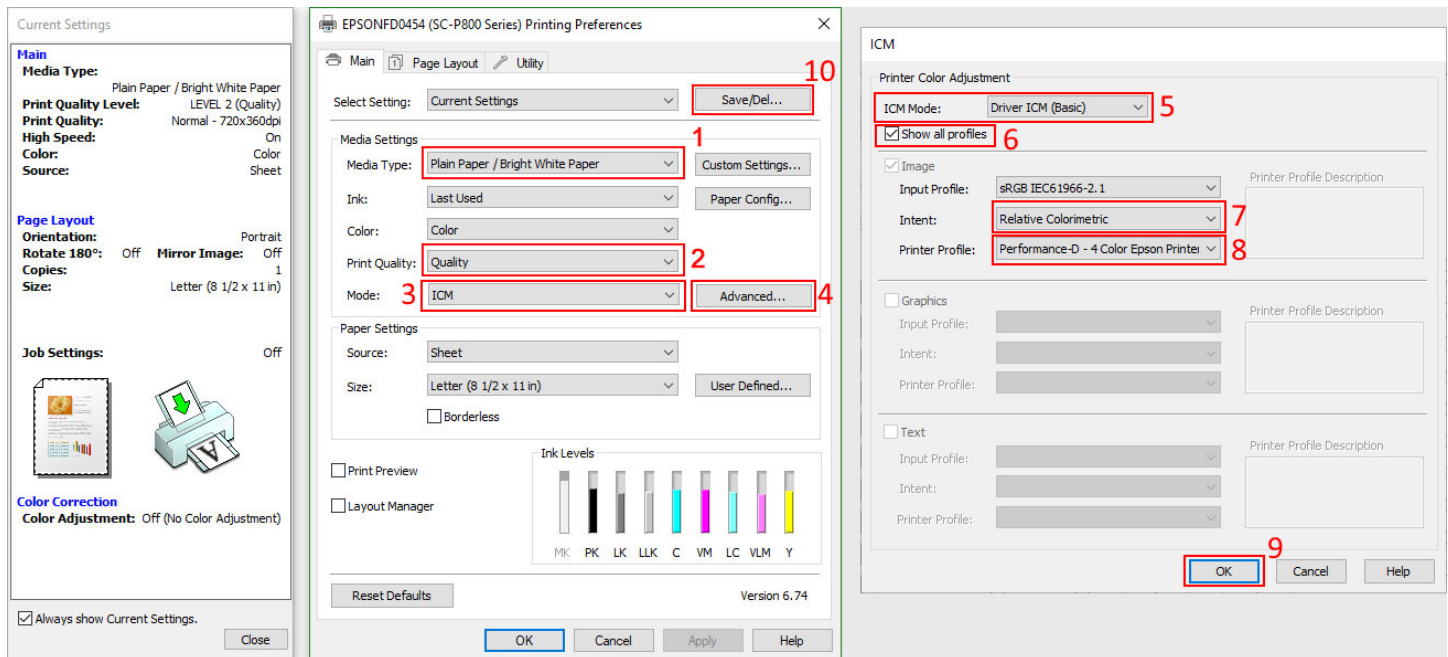 Current Settings
Main
Media Type:
Plain Paper / Bright White Paper
Print Quality Level: LEVEL 2 (Quality)
Print Quality: Normal - 720x360dpi
High Speed: On
Color: Color
Source: Sheet
Page Layout
Orientation: Portrait
Rotate 180°: Off Mirror Image: Off
Copies: 1
Size: Letter (8 1/2 x 11 in)
Job Settings: Off
A
Color Correction
Color Adjustment: Off (No Color Adjustment)
Always show Current Settings.
Close
EPSONFD0454 (SC-P800 Series) Printing Preferences
Main 1 Page Layout Utility
10
Select Setting: Current Settings Save/Del...
Media Settings 1
Media Type: Plain Paper / Bright White Paper Custom Settings...
Ink: Last Used Paper Config...
Color: Color
Print Quality: Quality 2
Mode: 3 ICM Advanced... 4
Paper Settings
Source: Sheet
Size: Letter (8 1/2 x 11 in) User Defined...
Borderless
Print Preview
Layout Manager
Ink Levels
MK PK LK LLK C VM LC VLM Y
Reset Defaults Version 6.74
OK Cancel Apply Help
ICM
Printer Color Adjustment
ICM Mode: Driver ICM (Basic) 5
Show all profiles 6
Image Printer Profile Description
Input Profile: sRGB IEC61966-2.1
Intent: Relative Colorimetric 7
Printer Profile: Performance-D - 4 Color Epson Printer 8
Graphics Printer Profile Description
Input Profile:
Intent:
Printer Profile:
Text Printer Profile Description
Input Profile:
Intent:
Printer Profile:
9
OK Cancel Help